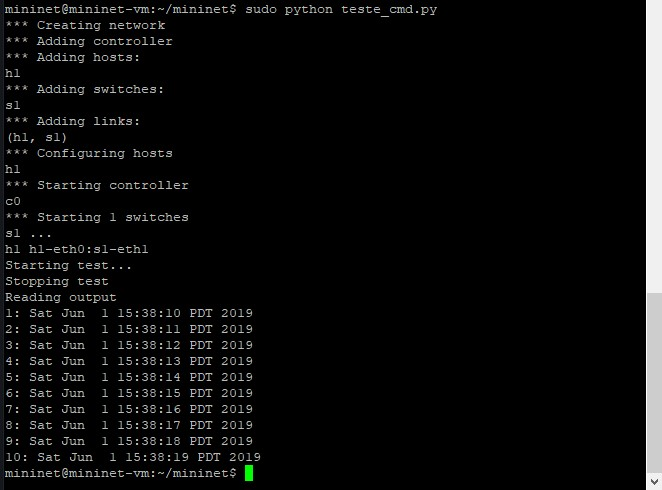 mininet@mininet-vm:~/mininet$ sudo python teste_cmd.py
*** Creating network
*** Adding controller
*** Adding hosts:
h1
*** Adding switches:
s1
*** Adding links:
(h1, s1)
*** Configuring hosts
h1
*** Starting controller
c0
*** Starting 1 switches
s1 ...
h1 h1-eth0:s1-eth1
Starting test...
Stopping test
Reading output
1: Sat Jun  1 15:38:10 PDT 2019
2: Sat Jun  1 15:38:11 PDT 2019
3: Sat Jun  1 15:38:12 PDT 2019
4: Sat Jun  1 15:38:13 PDT 2019
5: Sat Jun  1 15:38:14 PDT 2019
6: Sat Jun  1 15:38:15 PDT 2019
7: Sat Jun  1 15:38:16 PDT 2019
8: Sat Jun  1 15:38:17 PDT 2019
9: Sat Jun  1 15:38:18 PDT 2019
10: Sat Jun  1 15:38:19 PDT 2019
mininet@mininet-vm:~/mininet$